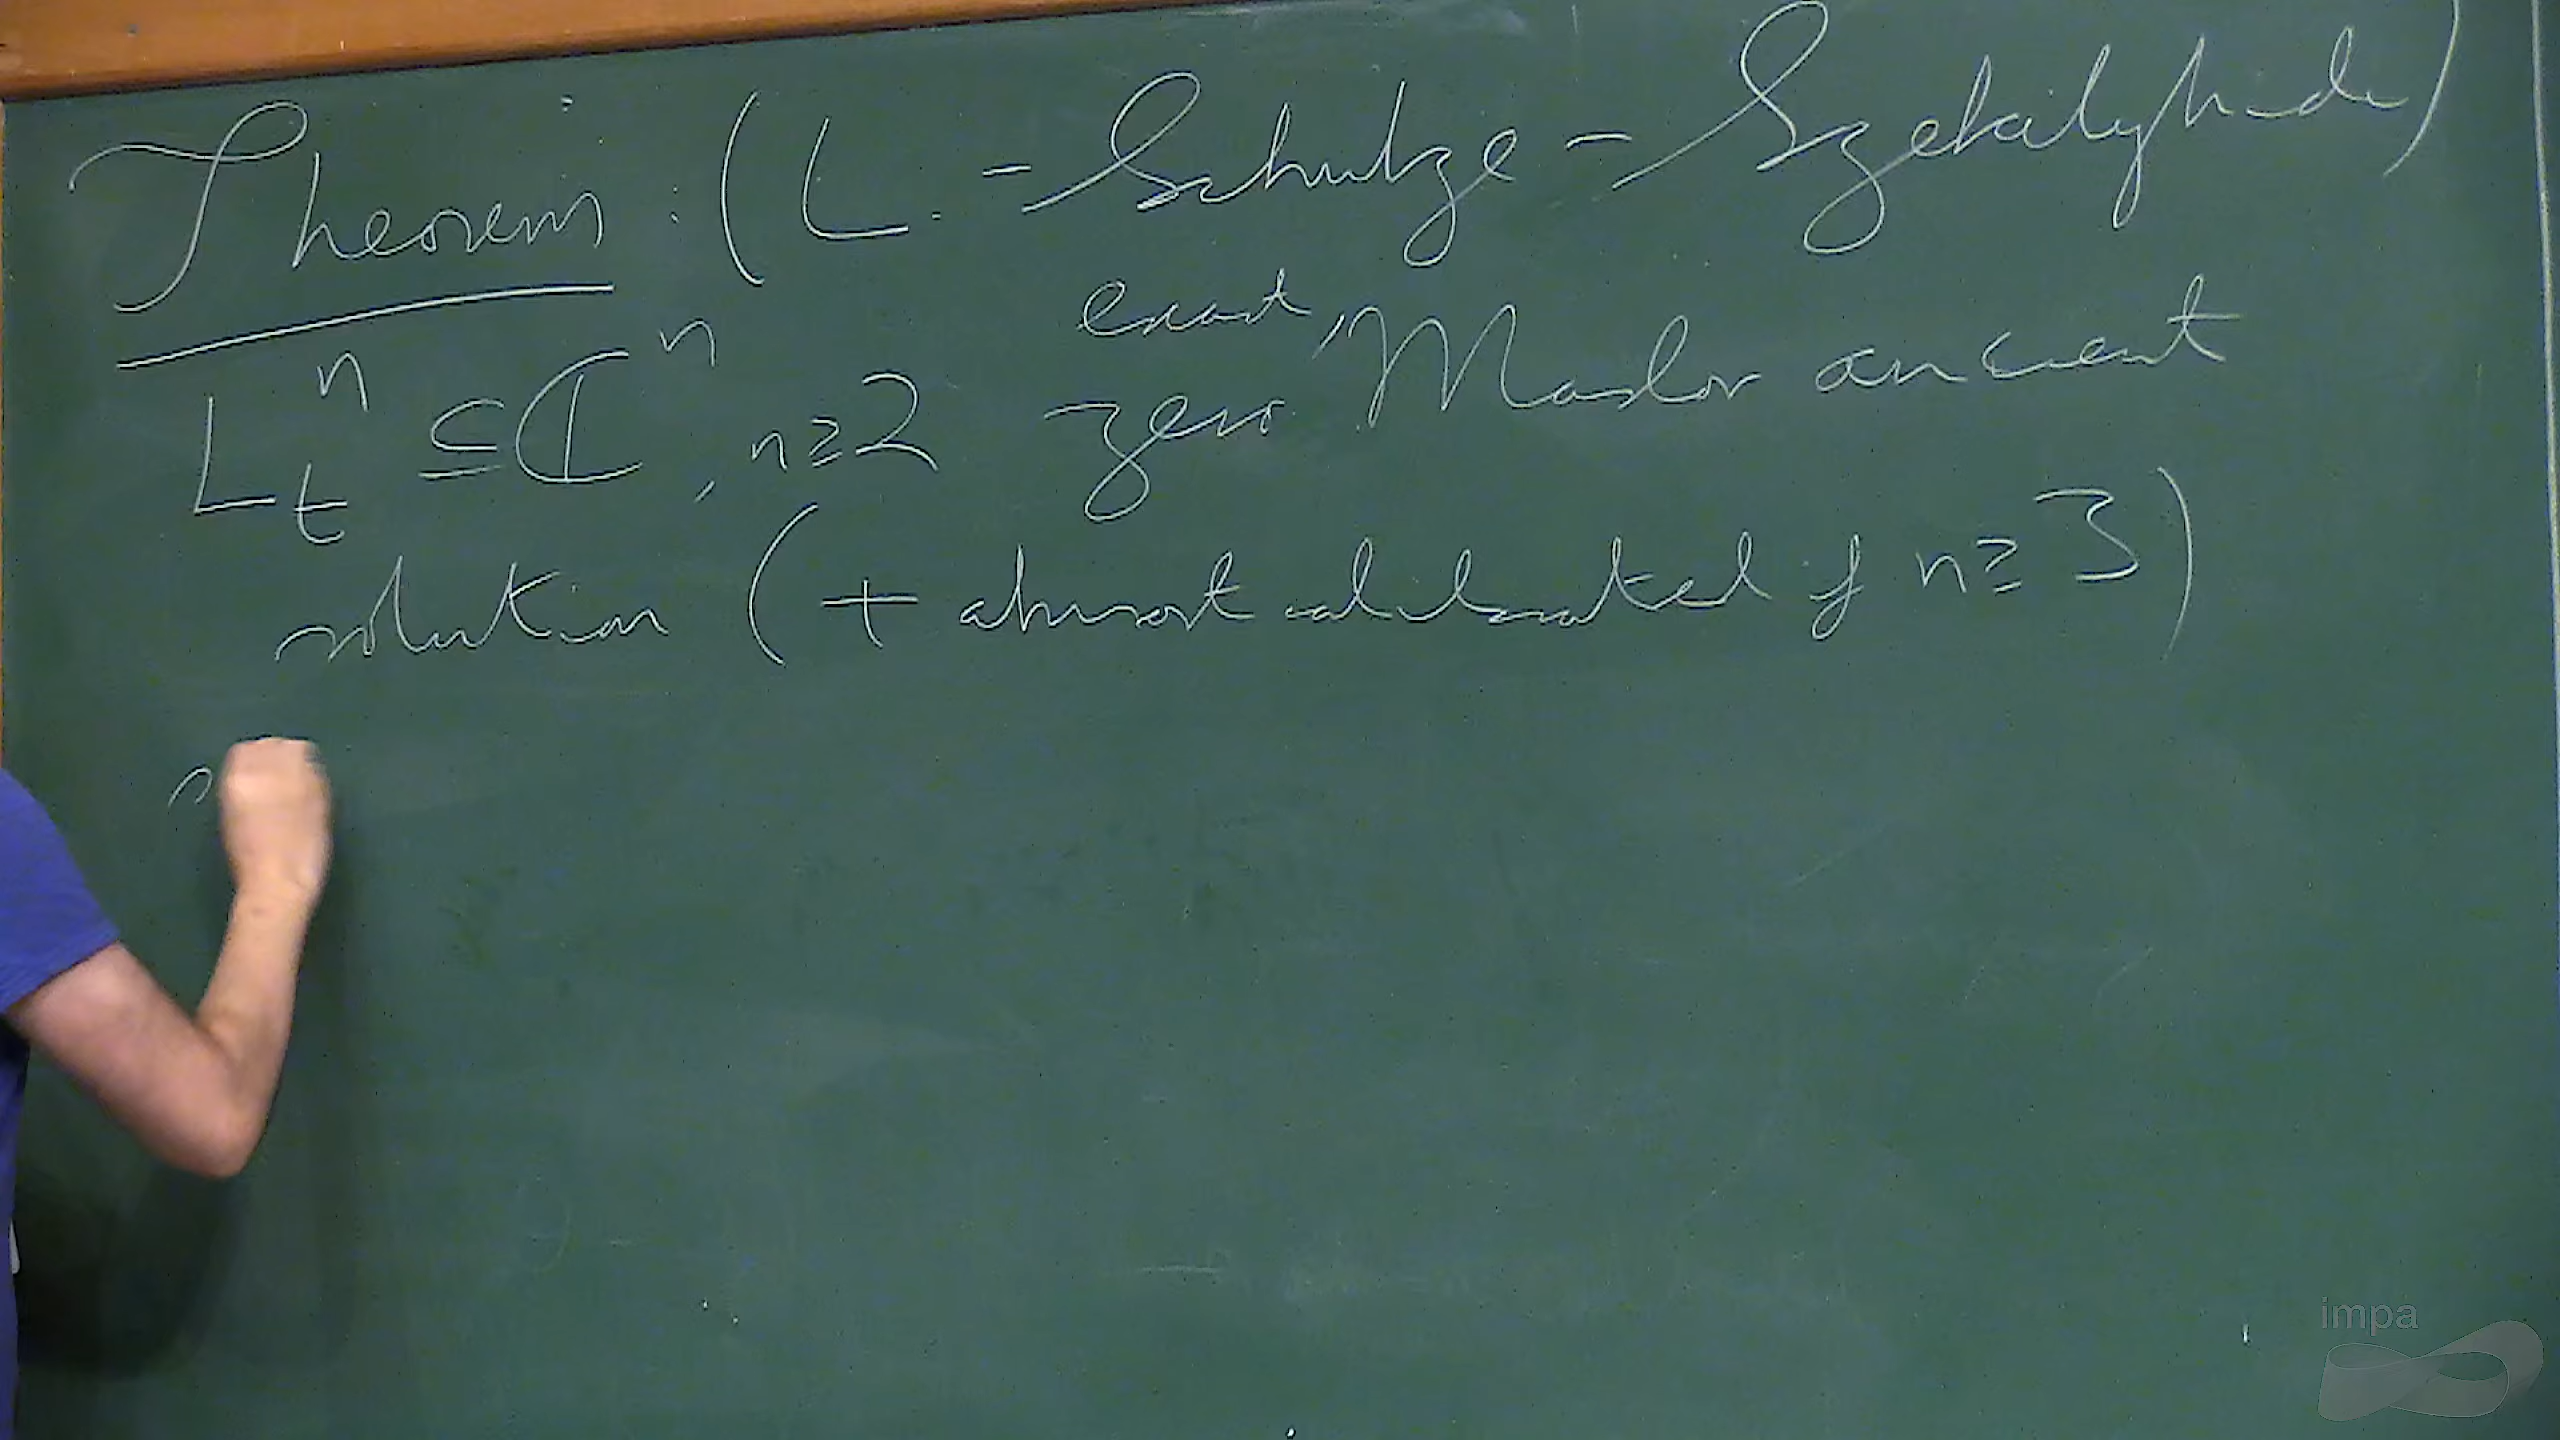 Theorem : (L. - Schulze - Szekelyhidi)
L_t^n ⊆ ℂ^n, n≥2 zero Maslov ancient
exact,
solution (+ almost calibrated if n≥3)
impa